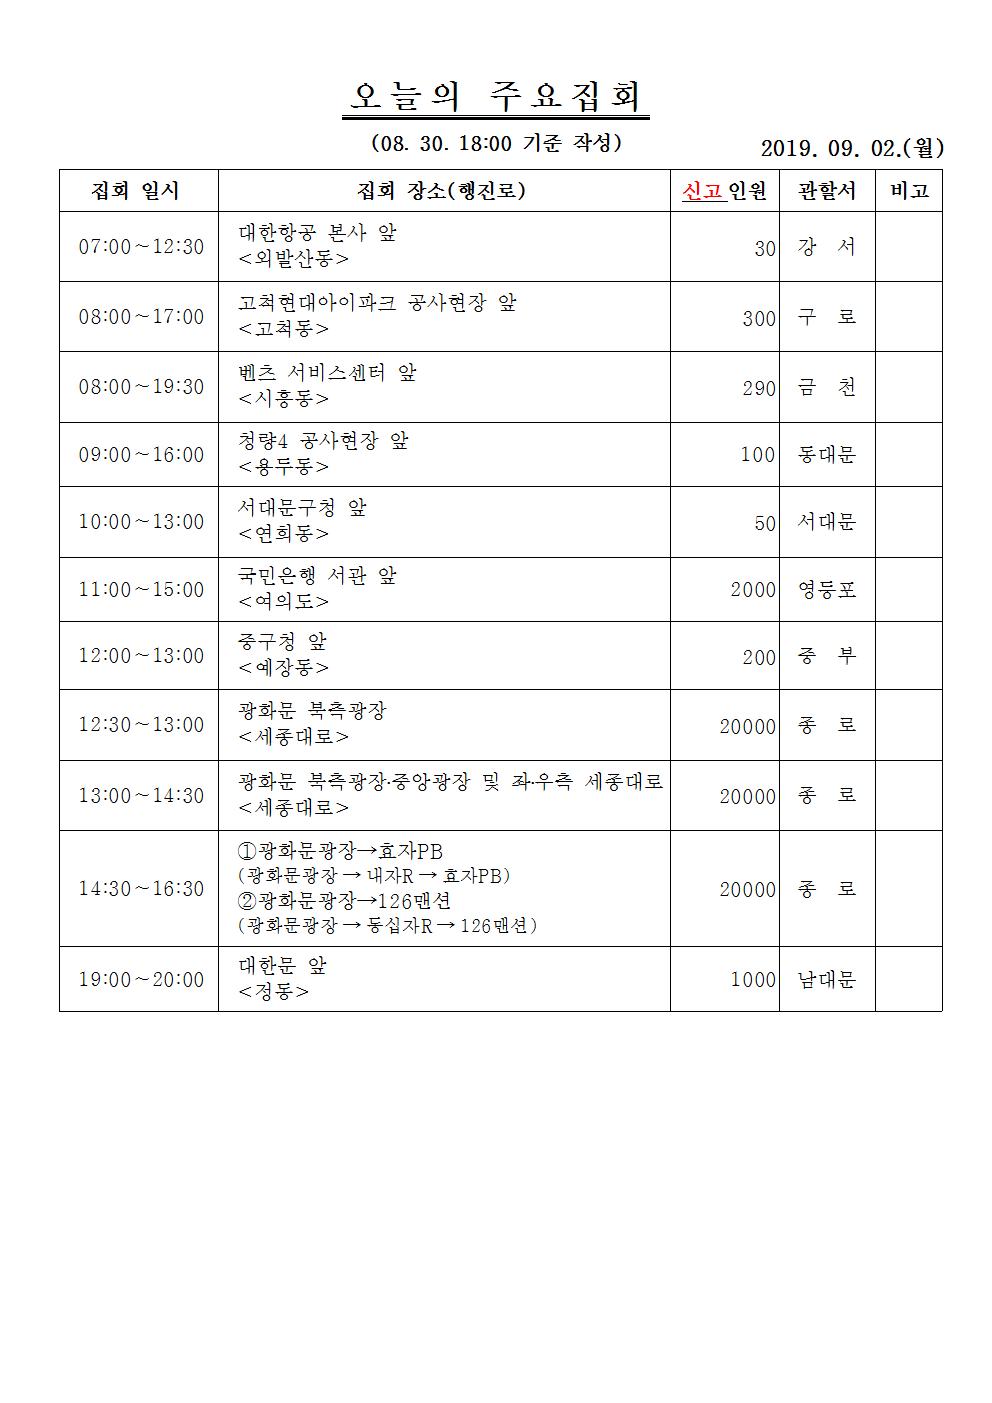 오늘의 주요집회
(08. 30. 18:00 기준 작성)
2019. 09. 02.(월)
집회 일시 집회 장소(행진로) 신고인원 관할서 비고
07:00~12:30 대한항공 본사 앞 <외발산동> 30 강 서
08:00~17:00 고척현대아이파크 공사현장 앞 <고척동> 300 구 로
08:00~19:30 벤츠 서비스센터 앞 <시흥동> 290 금 천
09:00~16:00 청량4 공사현장 앞 <용두동> 100 동대문
10:00~13:00 서대문구청 앞 <연희동> 50 서대문
11:00~15:00 국민은행 서관 앞 <여의도> 2000 영등포
12:00~13:00 중구청 앞 <예장동> 200 중 부
12:30~13:00 광화문 북측광장 <세종대로> 20000 종 로
13:00~14:30 광화문 북측광장·중앙광장 및 좌·우측 세종대로 <세종대로> 20000 종 로
14:30~16:30 ①광화문광장→효자PB
(광화문광장 → 내자R → 효자PB)
②광화문광장→126맨션
(광화문광장 → 동십자R → 126맨션) 20000 종 로
19:00~20:00 대한문 앞 <정동> 1000 남대문